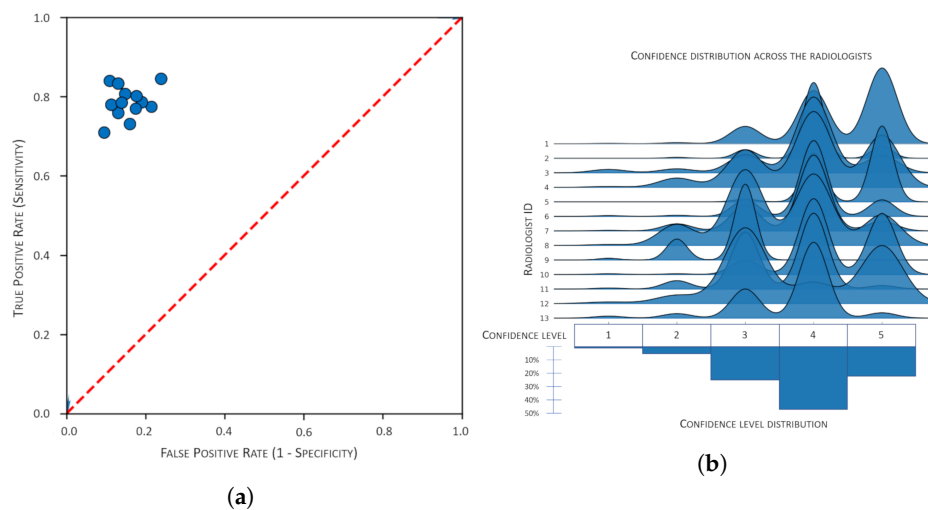 1.0
0.8
0.6
0.4
0.2
0.0
TRUE POSITIVE RATE (SENSITIVITY)
0.0 0.2 0.4 0.6 0.8 1.0
FALSE POSITIVE RATE (1 - SPECIFICITY)
(a)
CONFIDENCE DISTRIBUTION ACROSS THE RADIOLOGISTS
RADIOLOGIST ID
1
2
3
4
5
6
7
8
9
10
11
12
13
CONFIDENCE LEVEL 1 2 3 4 5
10%
20%
30%
40%
50%
CONFIDENCE LEVEL DISTRIBUTION
(b)